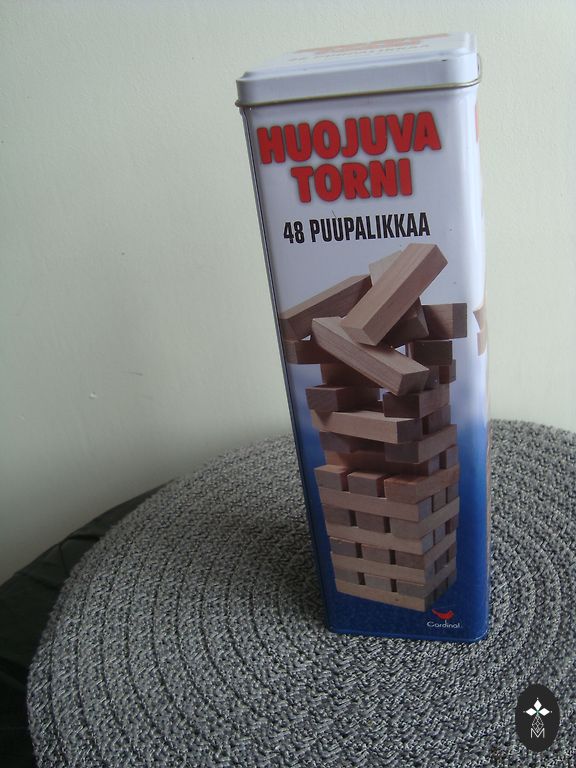 HUOJUVA
TORNI
48 PUUPALIKKAA
Cardinal
M